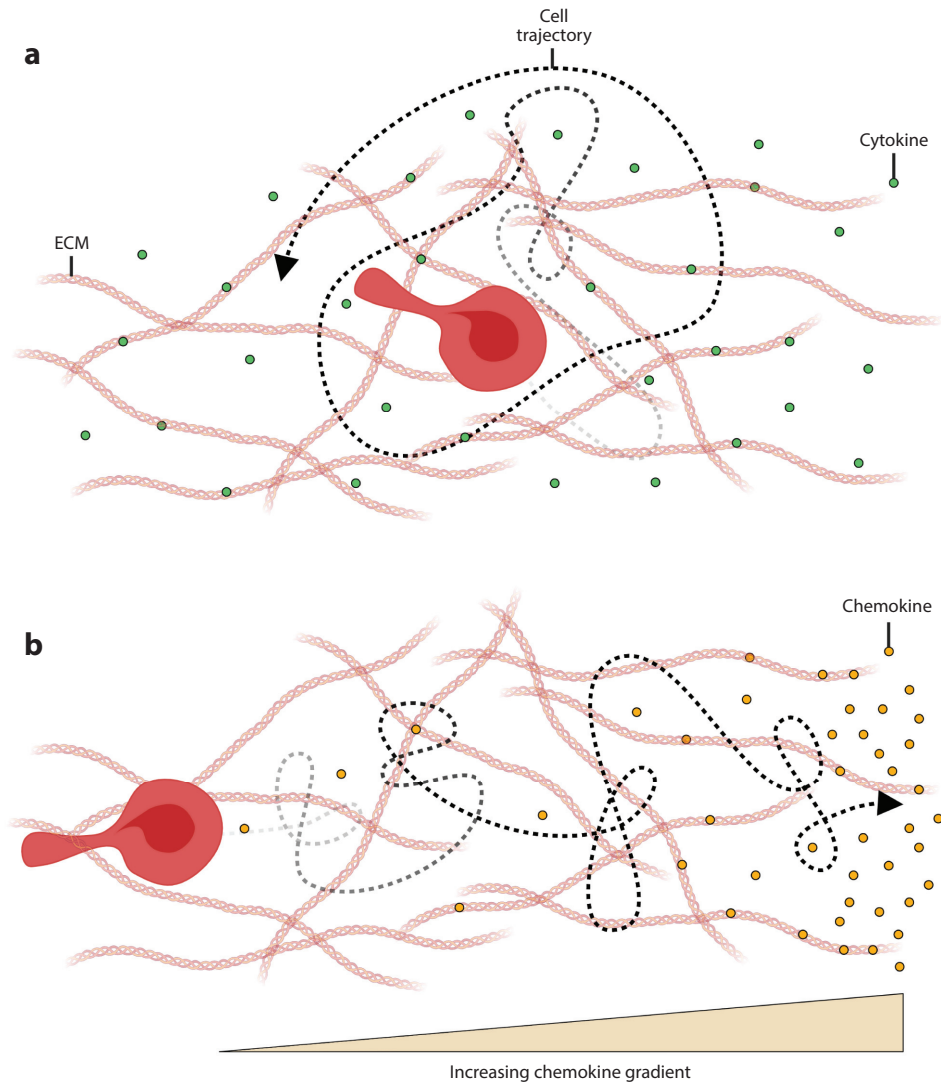 a
Cell
trajectory
Cytokine
ECM
b
Chemokine
Increasing chemokine gradient